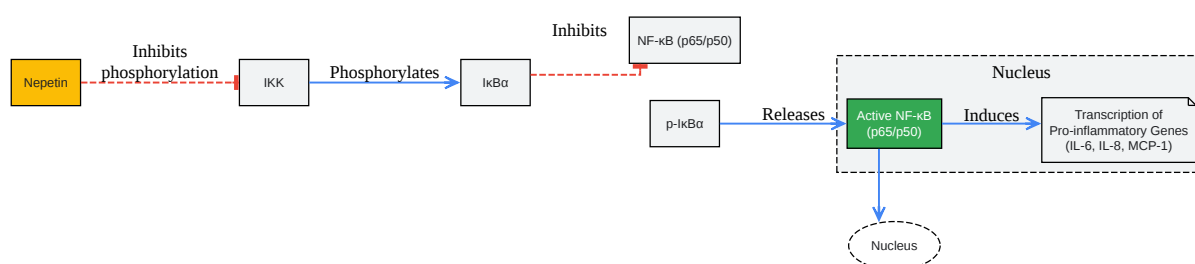 Inhibits
phosphorylation
Nepetin
IKK
Phosphorylates
IκBα
Inhibits
NF-κB (p65/p50)
p-IκBα
Releases
Nucleus
Active NF-κB
(p65/p50)
Induces
Transcription of
Pro-inflammatory Genes
(IL-6, IL-8, MCP-1)
Nucleus